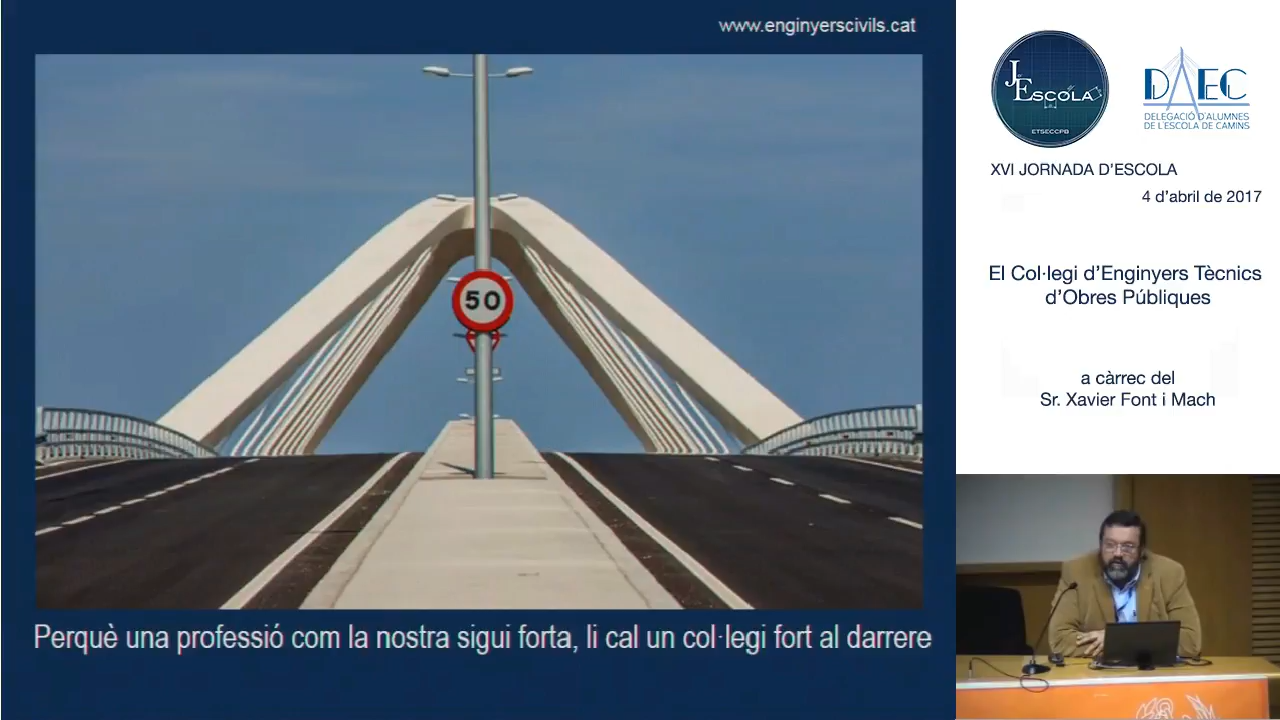 www.enginyerscivils.cat
50
Perquè una professió com la nostra sigui forta, li cal un col·legi fort al darrere
J
ESCOLA
ETSECCPB
DAEC
DELEGACIÓ D'ALUMNES
DE L'ESCOLA DE CAMINS
XVI JORNADA D'ESCOLA
4 d'abril de 2017
El Col·legi d'Enginyers Tècnics
d'Obres Públiques
a càrrec del
Sr. Xavier Font i Mach